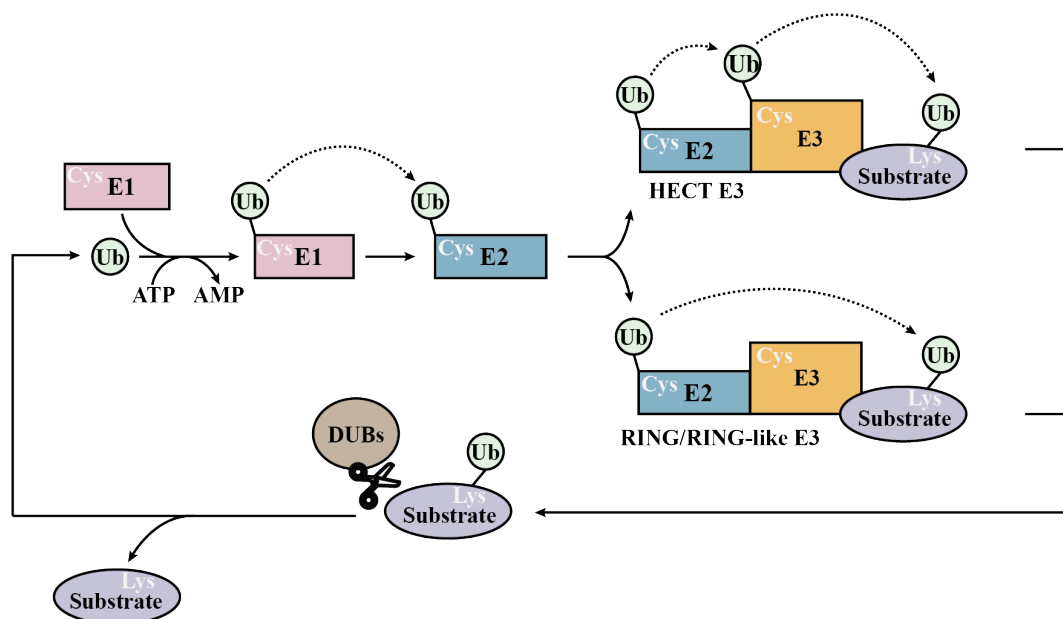 Ub
Ub
Ub
Cys
Cys
E3
Cys
E2
Lys
Substrate
HECT E3
Cys
E1
Ub
Ub
Ub
Cys
E1
Cys
E2
ATP
AMP
Ub
Ub
Cys
E3
Cys
E2
Lys
Substrate
RING/RING-like E3
DUBs
Ub
Lys
Substrate
Lys
Substrate